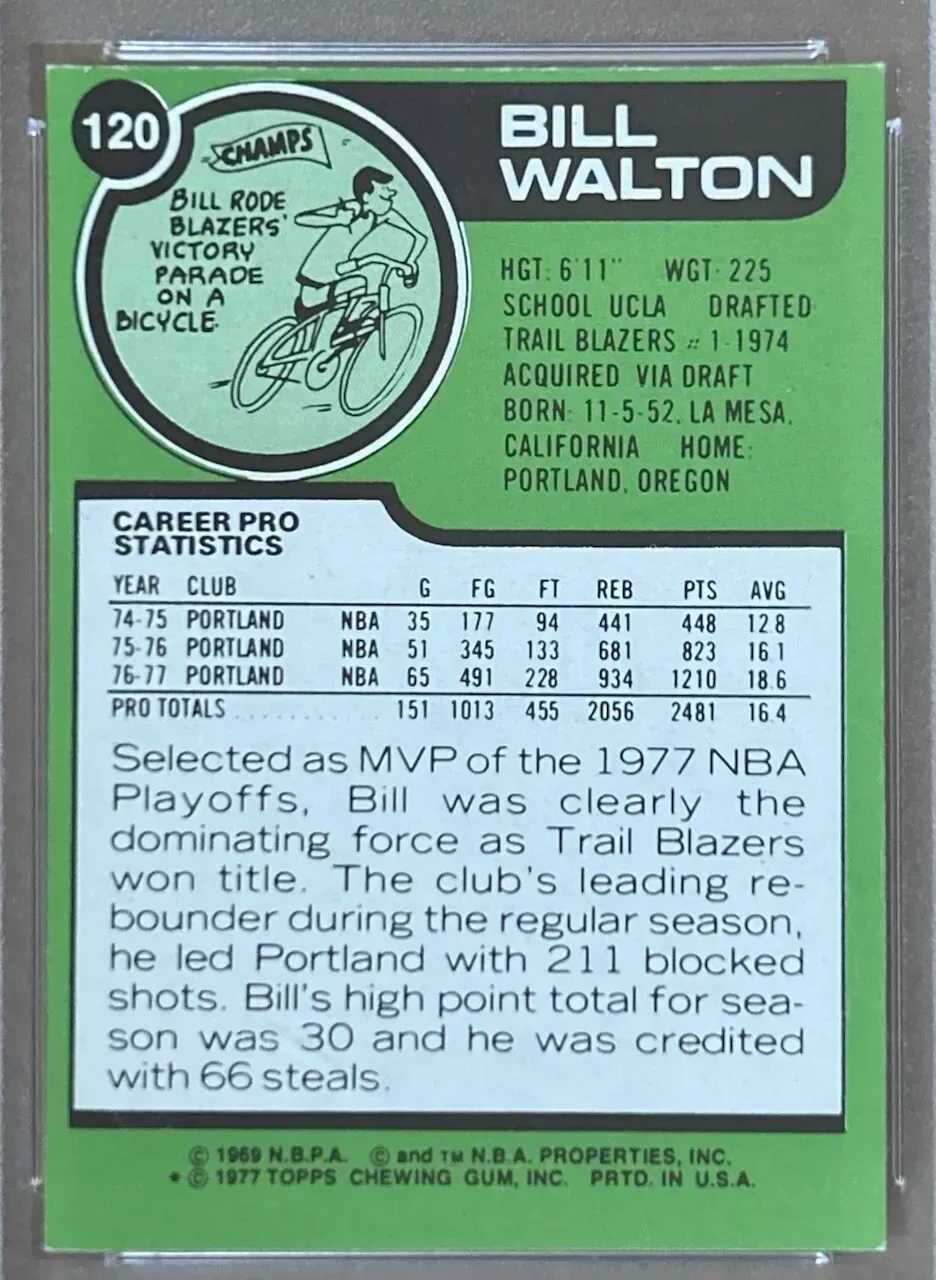 120
CHAMPS
BILL RODE
BLAZERS'
VICTORY
PARADE
ON A
BICYCLE.
BILL
WALTON
HGT: 6'11" WGT: 225
SCHOOL UCLA DRAFTED
TRAIL BLAZERS # 1-1974
ACQUIRED VIA DRAFT
BORN: 11-5-52, LA MESA,
CALIFORNIA HOME:
PORTLAND, OREGON
CAREER PRO
STATISTICS
YEAR CLUB G FG FT REB PTS AVG
74-75 PORTLAND NBA 35 177 94 441 448 12.8
75-76 PORTLAND NBA 51 345 133 681 823 16.1
76-77 PORTLAND NBA 65 491 228 934 1210 18.6
PRO TOTALS .............. 151 1013 455 2056 2481 16.4
Selected as MVP of the 1977 NBA
Playoffs, Bill was clearly the
dominating force as Trail Blazers
won title. The club's leading re-
bounder during the regular season,
he led Portland with 211 blocked
shots. Bill's high point total for sea-
son was 30 and he was credited
with 66 steals.
© 1969 N.B.P.A. © and TM N.B.A. PROPERTIES, INC.
* © 1977 TOPPS CHEWING GUM, INC. PRTD. IN U.S.A.